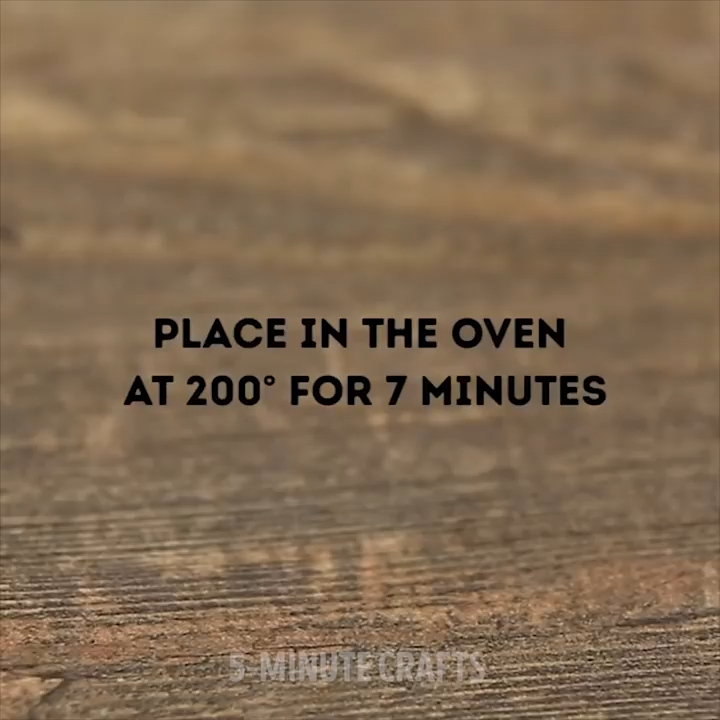 PLACE IN THE OVEN
AT 200° FOR 7 MINUTES
5-MINUTE CRAFTS